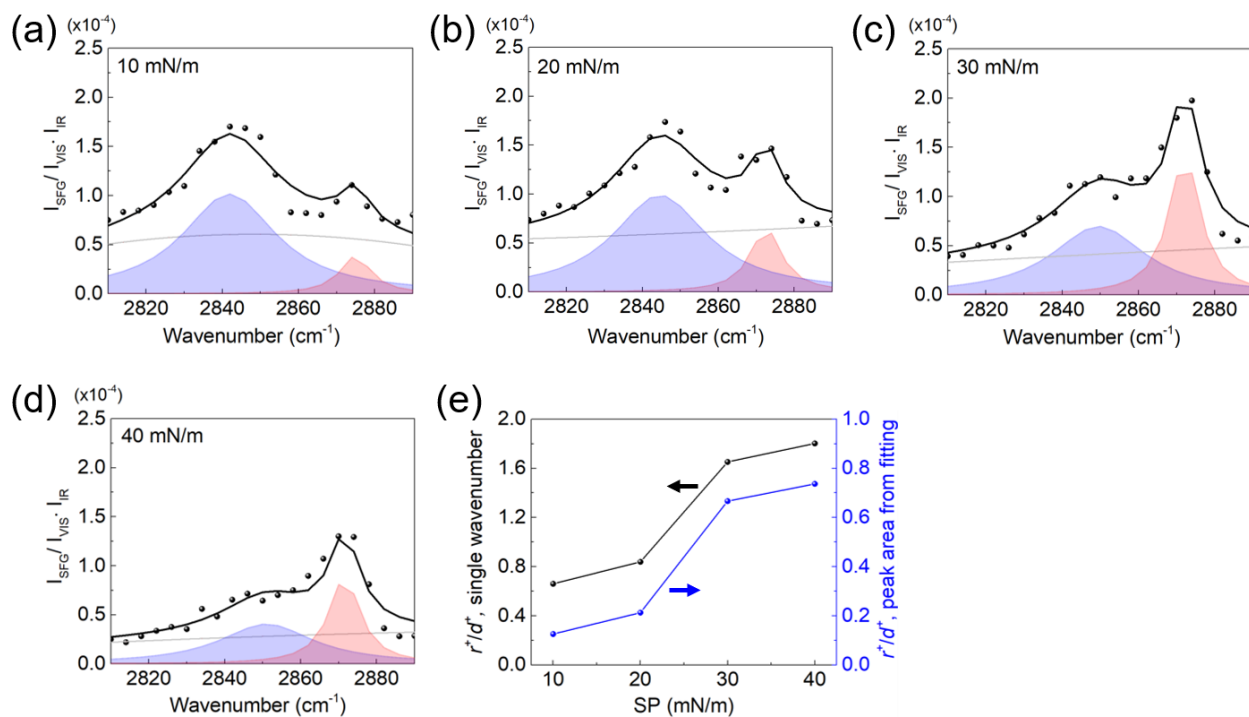 (a)
(x10⁻⁴)
10 mN/m
2.5
2.0
1.5
1.0
0.5
0.0
I_SFG/ I_VIS· I_IR
2820 2840 2860 2880
Wavenumber (cm⁻¹)
(b)
(x10⁻⁴)
20 mN/m
2.5
2.0
1.5
1.0
0.5
0.0
I_SFG/ I_VIS· I_IR
2820 2840 2860 2880
Wavenumber (cm⁻¹)
(c)
(x10⁻⁴)
30 mN/m
2.5
2.0
1.5
1.0
0.5
0.0
I_SFG/ I_VIS· I_IR
2820 2840 2860 2880
Wavenumber (cm⁻¹)
(d)
(x10⁻⁴)
40 mN/m
2.5
2.0
1.5
1.0
0.5
0.0
I_SFG/ I_VIS· I_IR
2820 2840 2860 2880
Wavenumber (cm⁻¹)
(e)
r⁺/d⁺, single wavenumber
2.0
1.6
1.2
0.8
0.4
0.0
10 20 30 40
SP (mN/m)
1.0
0.8
0.6
0.4
0.2
0.0
r⁺/d⁺, peak area from fitting